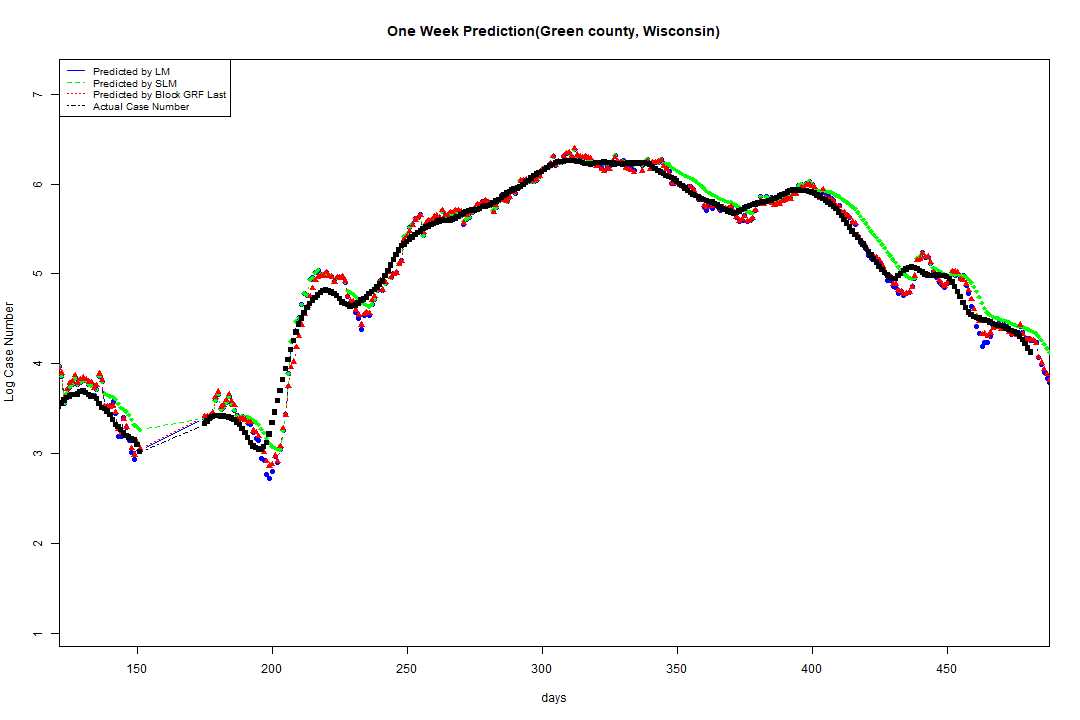 One Week Prediction(Green county, Wisconsin)
Predicted by LM
Predicted by SLM
Predicted by Block GRF Last
Actual Case Number
7
6
5
4
3
2
1
Log Case Number
150 200 250 300 350 400 450
days